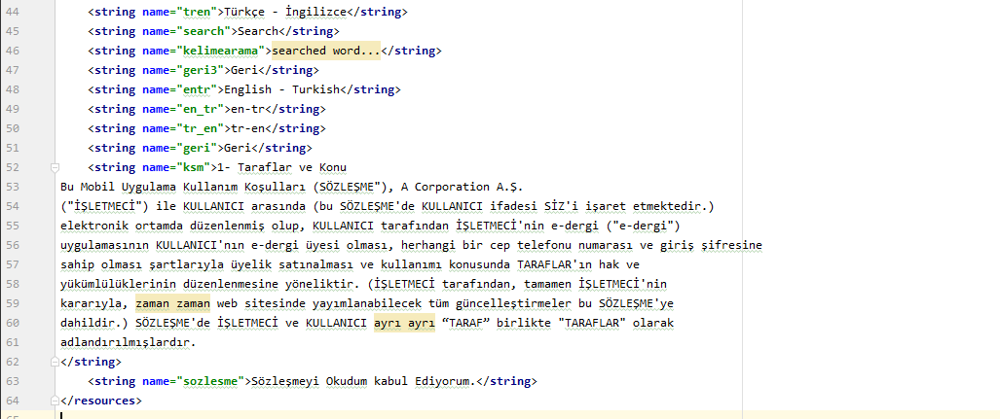 44 <string name="tren">Türkçe - İngilizce</string>
45 <string name="search">Search</string>
46 <string name="kelimearama">searched word...</string>
47 <string name="geri3">Geri</string>
48 <string name="entr">English - Turkish</string>
49 <string name="en_tr">en-tr</string>
50 <string name="tr_en">tr-en</string>
51 <string name="geri">Geri</string>
52 <string name="ksm">1- Taraflar ve Konu
53 Bu Mobil Uygulama Kullanım Koşulları (SÖZLEŞME"), A Corporation A.Ş.
54 ("İŞLETMECİ") ile KULLANICI arasında (bu SÖZLEŞME'de KULLANICI ifadesi SİZ'i işaret etmektedir.)
55 elektronik ortamda düzenlenmiş olup, KULLANICI tarafından İŞLETMECİ'nin e-dergi ("e-dergi")
56 uygulamasının KULLANICI'nın e-dergi üyesi olması, herhangi bir cep telefonu numarası ve giriş şifresine
57 sahip olması şartlarıyla üyelik satınalması ve kullanımı konusunda TARAFLAR'ın hak ve
58 yükümlülüklerinin düzenlenmesine yöneliktir. (İŞLETMECİ tarafından, tamamen İŞLETMECİ'nin
59 kararıyla, zaman zaman web sitesinde yayımlanabilecek tüm güncelleştirmeler bu SÖZLEŞME'ye
60 dahildir.) SÖZLEŞME'de İŞLETMECİ ve KULLANICI ayrı ayrı “TARAF” birlikte "TARAFLAR" olarak
61 adlandırılmışlardır.
62 </string>
63 <string name="sozlesme">Sözleşmeyi Okudum kabul Ediyorum.</string>
64 </resources>
65